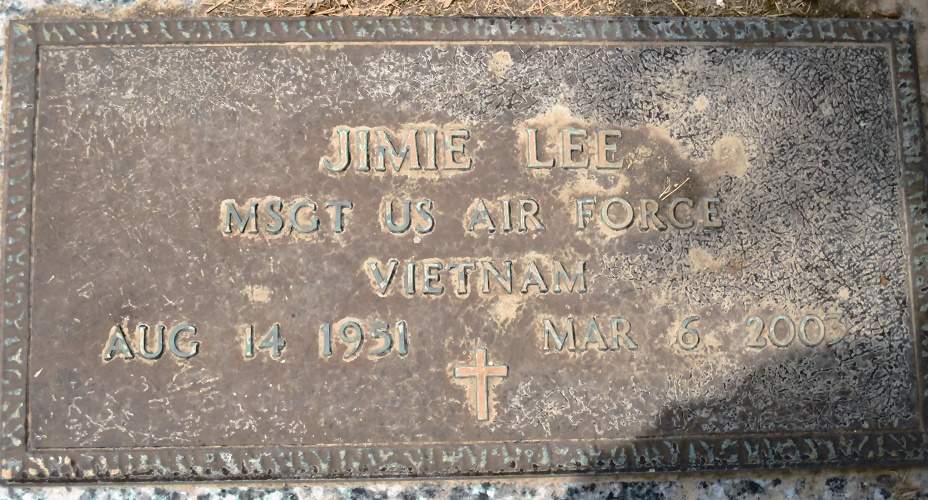 JIMIE LEE
MSGT US AIR FORCE
VIETNAM
AUG 14 1951 MAR 6 2003